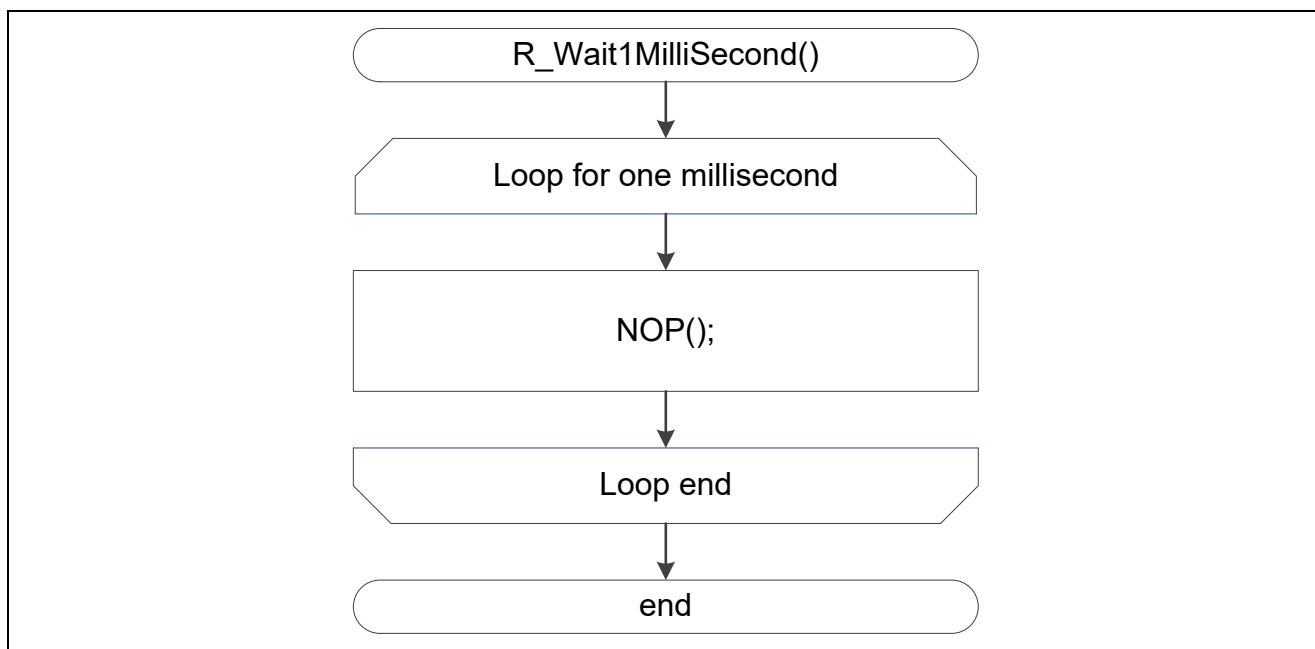 R_Wait1MilliSecond()
Loop for one millisecond
NOP();
Loop end
end